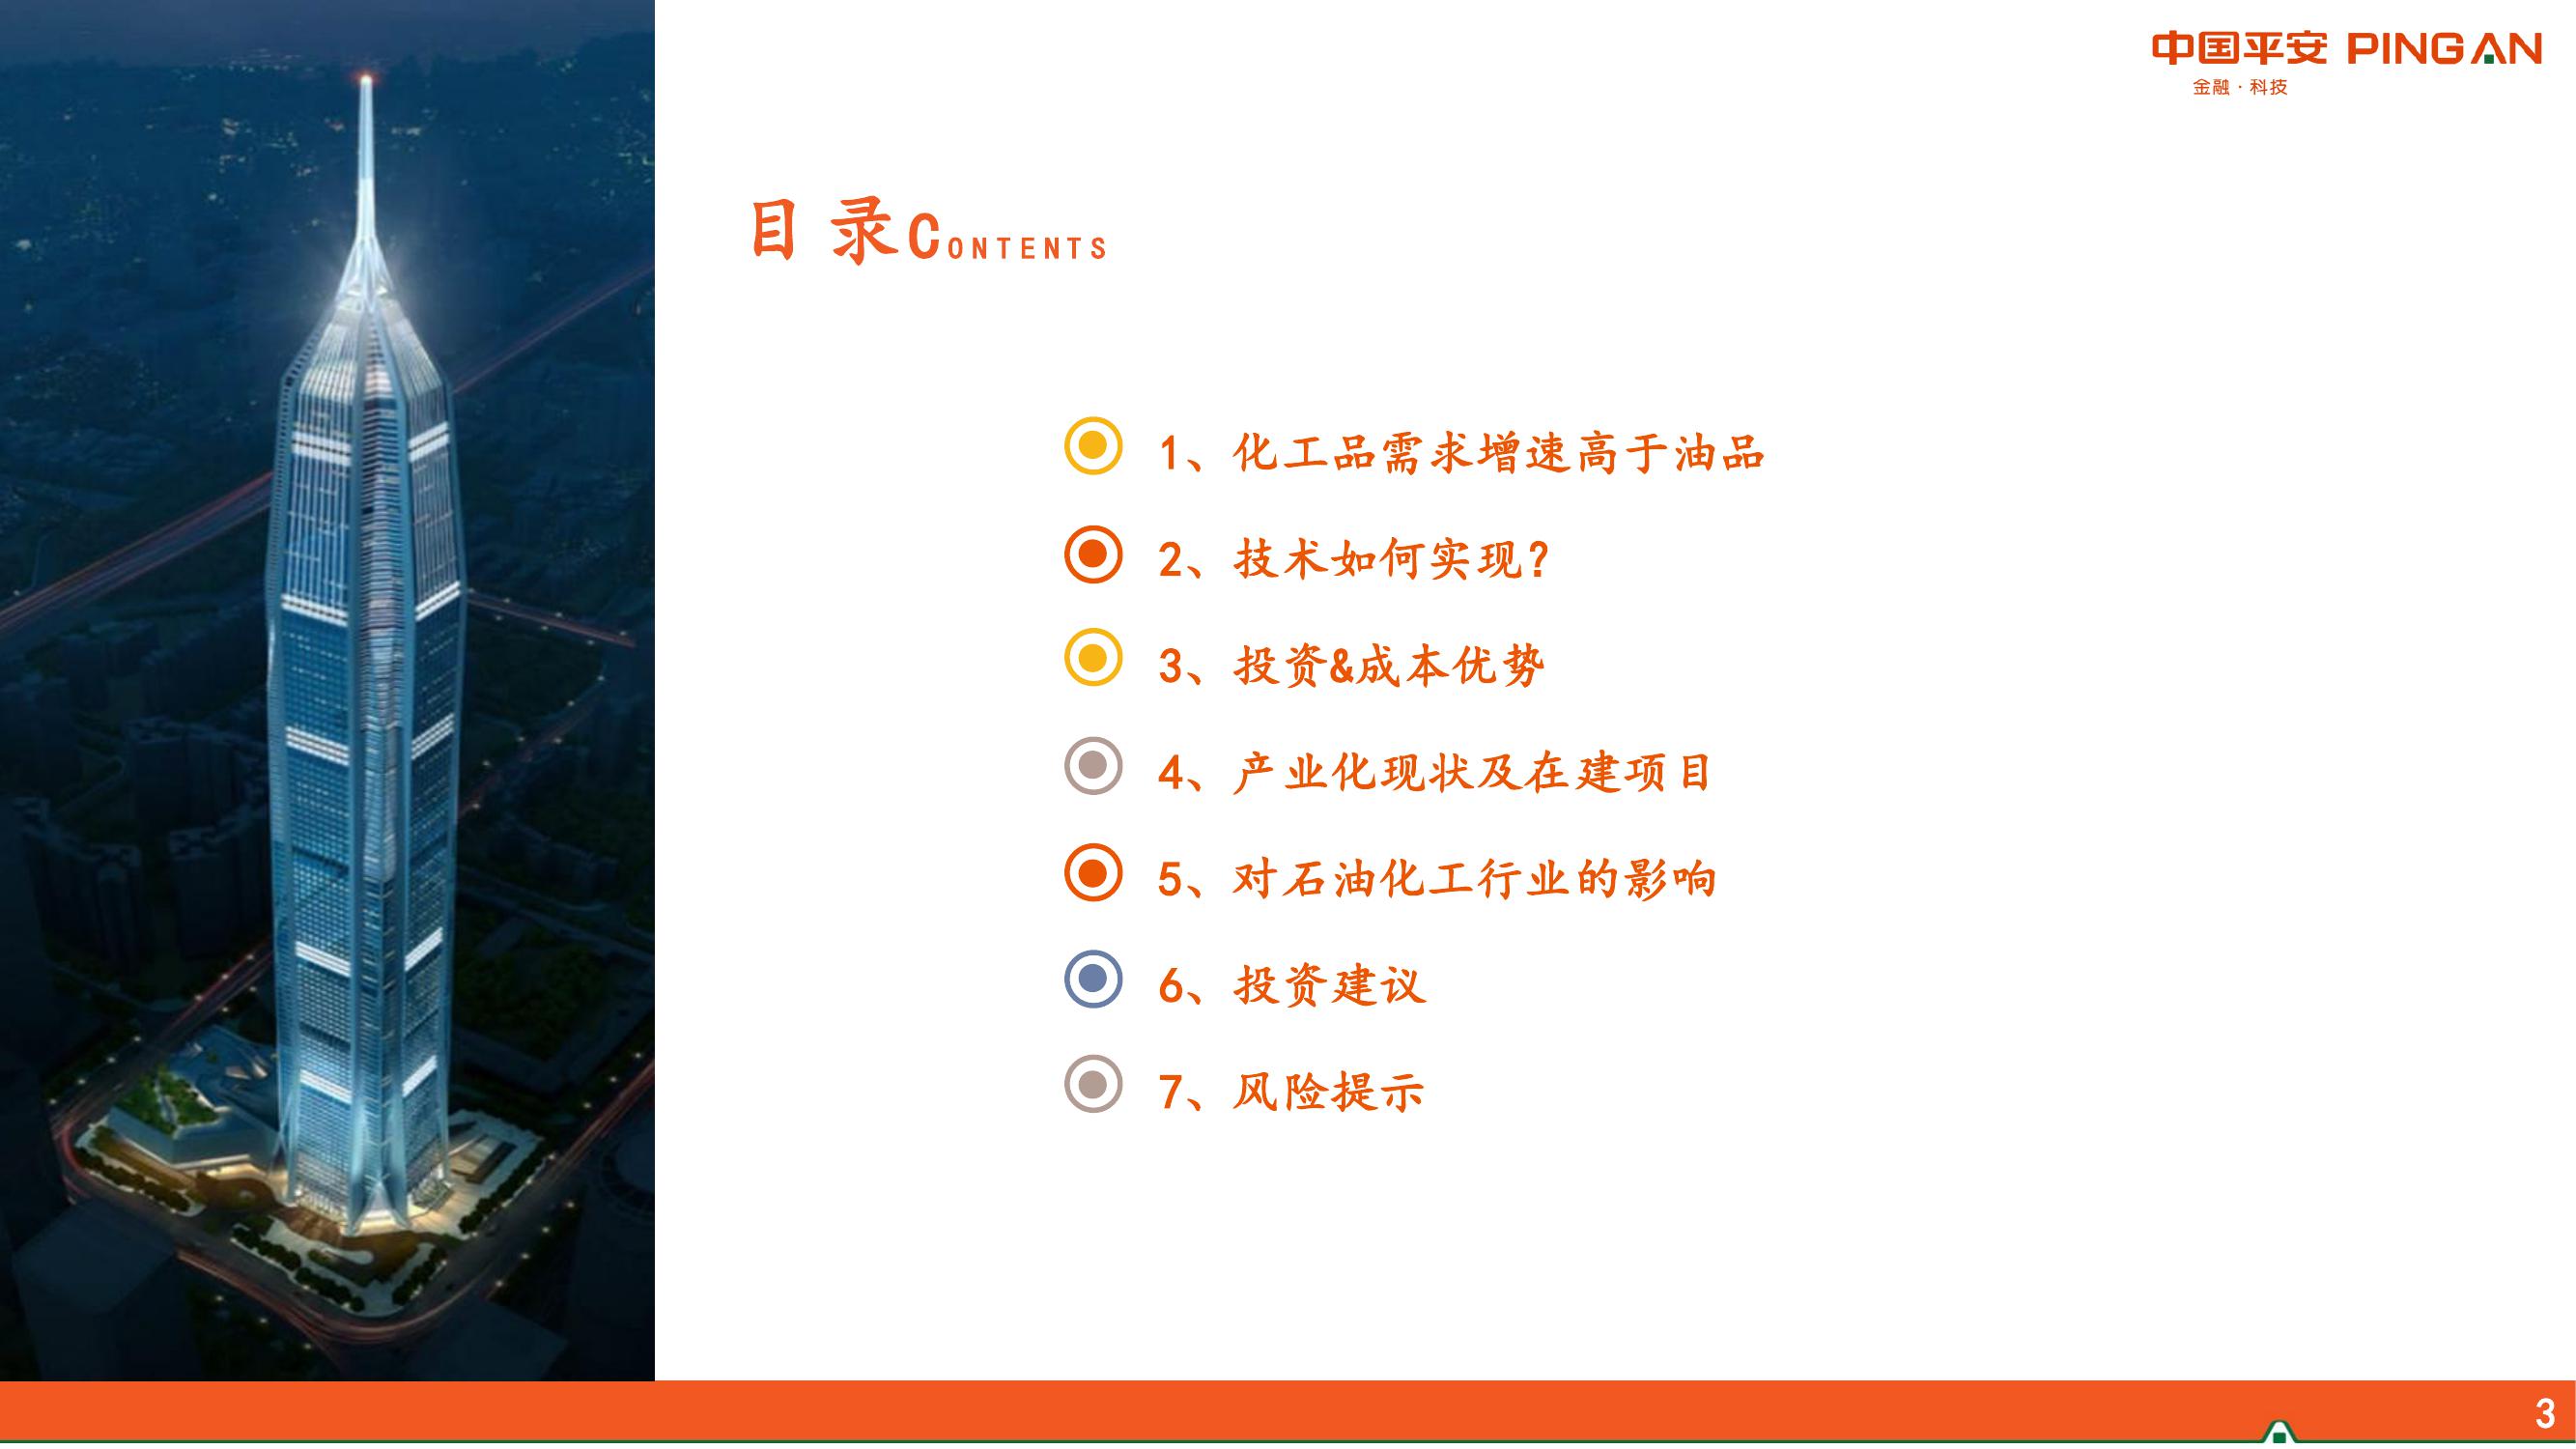 中国平安 PINGAN
金融·科技
目录CONTENTS
1、化工品需求增速高于油品
2、技术如何实现?
3、投资&成本优势
4、产业化现状及在建项目
5、对石油化工行业的影响
6、投资建议
7、风险提示
3